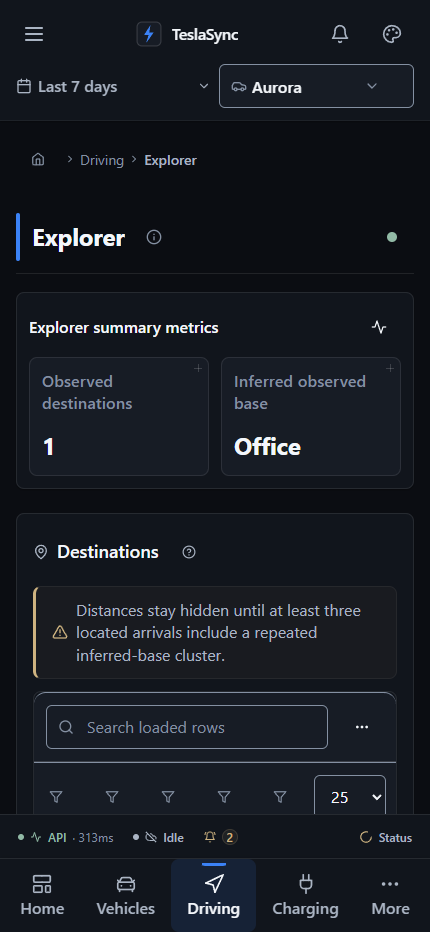 TeslaSync
Last 7 days
Aurora
Driving
Explorer
Explorer
Explorer summary metrics
Observed
destinations
1
Inferred observed
base
Office
Destinations
Distances stay hidden until at least three
located arrivals include a repeated
inferred-base cluster.
Search loaded rows
25
API · 313ms
Idle
2
Status
Home
Vehicles
Driving
Charging
More